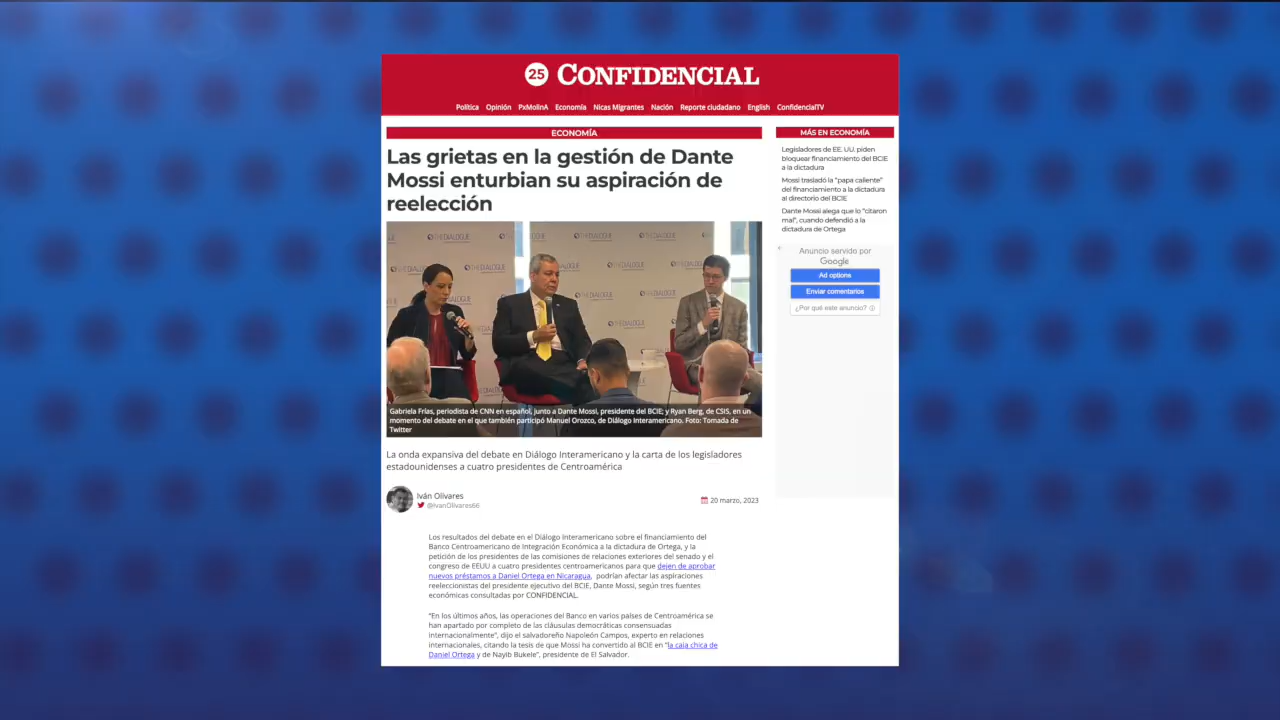 25 CONFIDENCIAL
Política Opinión PxMolinA Economía Nicas Migrantes Nación Reporte ciudadano English ConfidencialTV
ECONOMÍA
Las grietas en la gestión de Dante
Mossi enturbian su aspiración de
reelección
THE DIALOGUE
Gabriela Frías, periodista de CNN en español, junto a Dante Mossi, presidente del BCIE; y Ryan Berg, de CSIS, en un
momento del debate en el que también participó Manuel Orozco, de Diálogo Interamericano. Foto: Tomada de
Twitter
La onda expansiva del debate en Diálogo Interamericano y la carta de los legisladores
estadounidenses a cuatro presidentes de Centroamérica
Iván Olivares
@IvanOlivares66
20 marzo, 2023
Los resultados del debate en el Diálogo Interamericano sobre el financiamiento del
Banco Centroamericano de Integración Económica a la dictadura de Ortega, y la
petición de los presidentes de las comisiones de relaciones exteriores del senado y el
congreso de EEUU a cuatro presidentes centroamericanos para que dejen de aprobar
nuevos préstamos a Daniel Ortega en Nicaragua, podrían afectar las aspiraciones
reeleccionistas del presidente ejecutivo del BCIE, Dante Mossi, según tres fuentes
económicas consultadas por CONFIDENCIAL.
“En los últimos años, las operaciones del Banco en varios países de Centroamérica se
han apartado por completo de las cláusulas democráticas consensuadas
internacionalmente”, dijo el salvadoreño Napoleón Campos, experto en relaciones
internacionales, citando la tesis de que Mossi ha convertido al BCIE en “la caja chica de
Daniel Ortega y de Nayib Bukele”, presidente de El Salvador.
MÁS EN ECONOMÍA
Legisladores de EE. UU. piden
bloquear financiamiento del BCIE
a la dictadura
Mossi trasladó la “papa caliente”
del financiamiento a la dictadura
al directorio del BCIE
Dante Mossi alega que lo “citaron
mal”, cuando defendió a la
dictadura de Ortega
Anuncio servido por
Google
Ad options
Enviar comentarios
¿Por qué este anuncio?